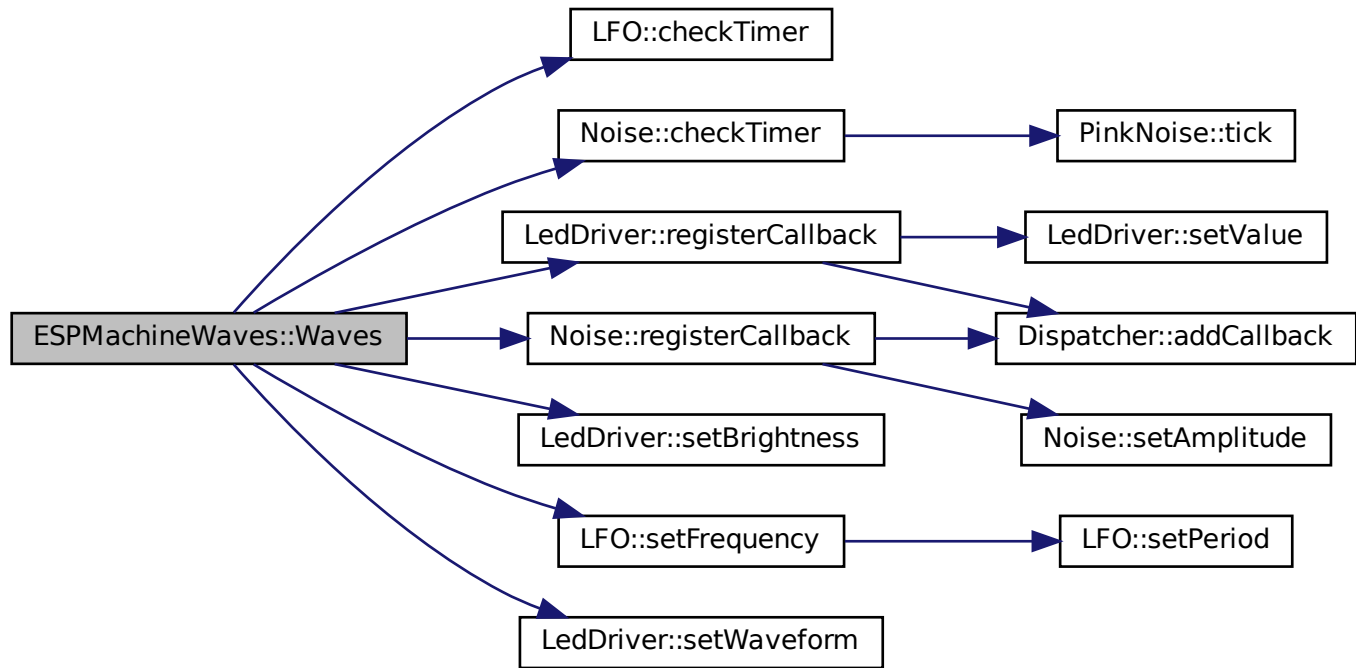 LFO::checkTimer
Noise::checkTimer
PinkNoise::tick
LedDriver::registerCallback
LedDriver::setValue
ESPMachineWaves::Waves
Noise::registerCallback
Dispatcher::addCallback
LedDriver::setBrightness
Noise::setAmplitude
LFO::setFrequency
LFO::setPeriod
LedDriver::setWaveform